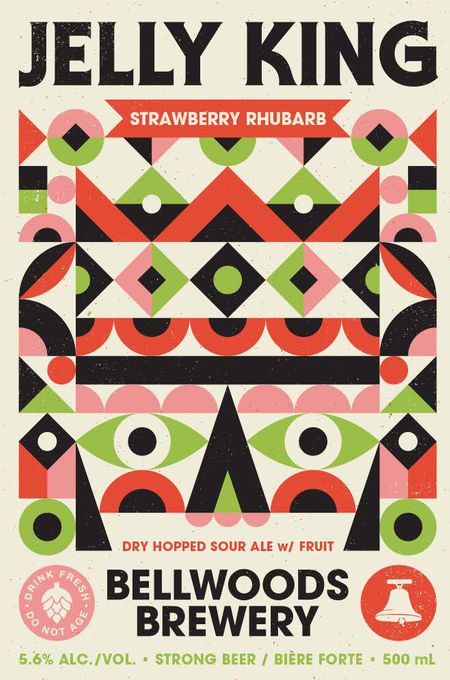 JELLY KING
STRAWBERRY RHUBARB
DRY HOPPED SOUR ALE w/ FRUIT
DRINK FRESH
DO NOT AGE
BELLWOODS
BREWERY
5.6% ALC./VOL. • STRONG BEER / BIÈRE FORTE • 500 mL